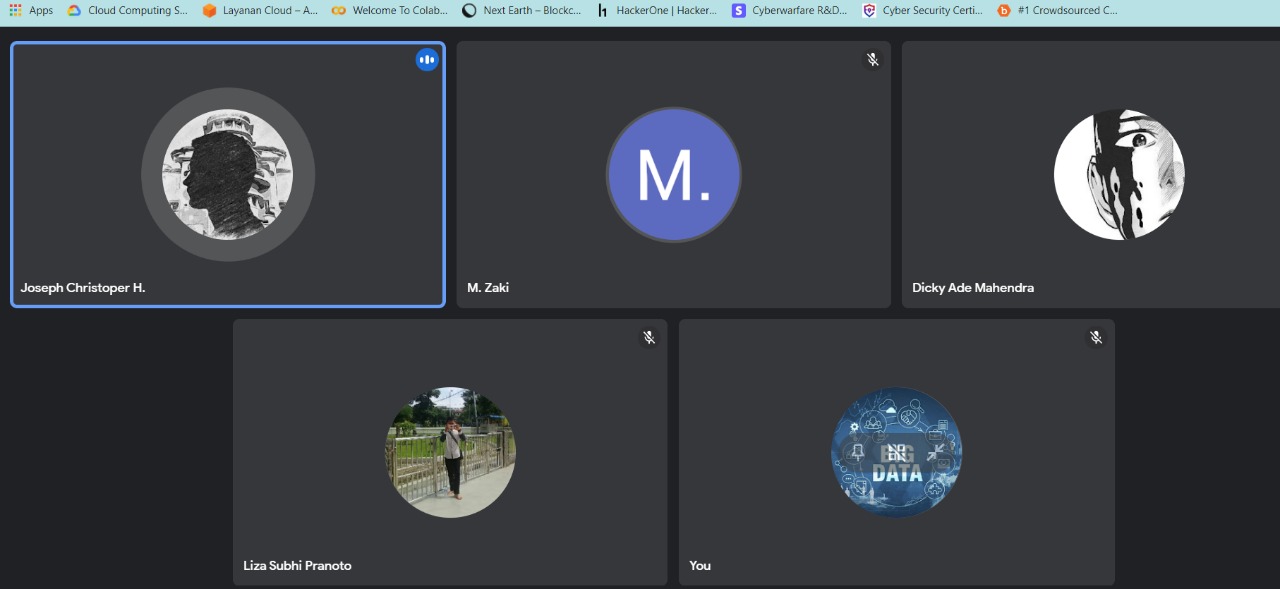 Apps Cloud Computing S... Layanan Cloud – A... Welcome To Colab... Next Earth – Blockc... HackerOne | Hacker... Cyberwarfare R&D... Cyber Security Certi... #1 Crowdsourced C...
M.
Joseph Christoper H. M. Zaki Dicky Ade Mahendra
BIG
DATA
Liza Subhi Pranoto You